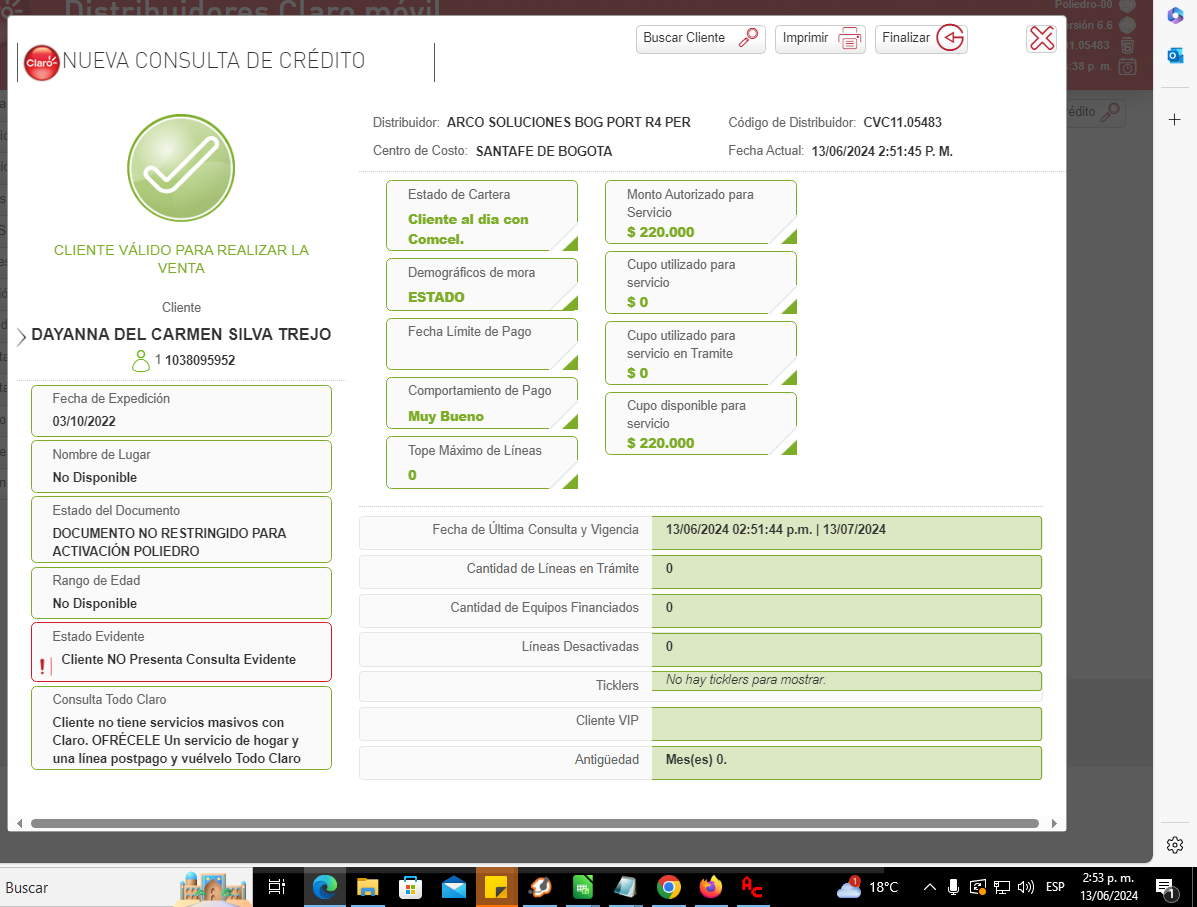 Distribuidores Claro móvil
Poliedro-00
ersión 6.6
11.05483
:38 p. m.
édito
Buscar Cliente
Imprimir
Finalizar
Claro
NUEVA CONSULTA DE CRÉDITO
Distribuidor: ARCO SOLUCIONES BOG PORT R4 PER
Código de Distribuidor: CVC11.05483
Centro de Costo: SANTAFE DE BOGOTA
Fecha Actual: 13/06/2024 2:51:45 P. M.
CLIENTE VÁLIDO PARA REALIZAR LA
VENTA
Cliente
DAYANNA DEL CARMEN SILVA TREJO
1 1038095952
Fecha de Expedición
03/10/2022
Nombre de Lugar
No Disponible
Estado del Documento
DOCUMENTO NO RESTRINGIDO PARA
ACTIVACIÓN POLIEDRO
Rango de Edad
No Disponible
Estado Evidente
! Cliente NO Presenta Consulta Evidente
Consulta Todo Claro
Cliente no tiene servicios masivos con
Claro. OFRÉCELE Un servicio de hogar y
una línea postpago y vuélvelo Todo Claro
Estado de Cartera
Cliente al dia con
Comcel.
Demográficos de mora
ESTADO
Fecha Límite de Pago
Comportamiento de Pago
Muy Bueno
Tope Máximo de Líneas
0
Monto Autorizado para
Servicio
$ 220.000
Cupo utilizado para
servicio
$ 0
Cupo utilizado para
servicio en Tramite
$ 0
Cupo disponible para
servicio
$ 220.000
Fecha de Última Consulta y Vigencia 13/06/2024 02:51:44 p.m. | 13/07/2024
Cantidad de Líneas en Trámite 0
Cantidad de Equipos Financiados 0
Líneas Desactivadas 0
Ticklers No hay ticklers para mostrar.
Cliente VIP
Antigüedad Mes(es) 0.
Buscar
1
18°C
ESP
2:53 p. m.
13/06/2024
1